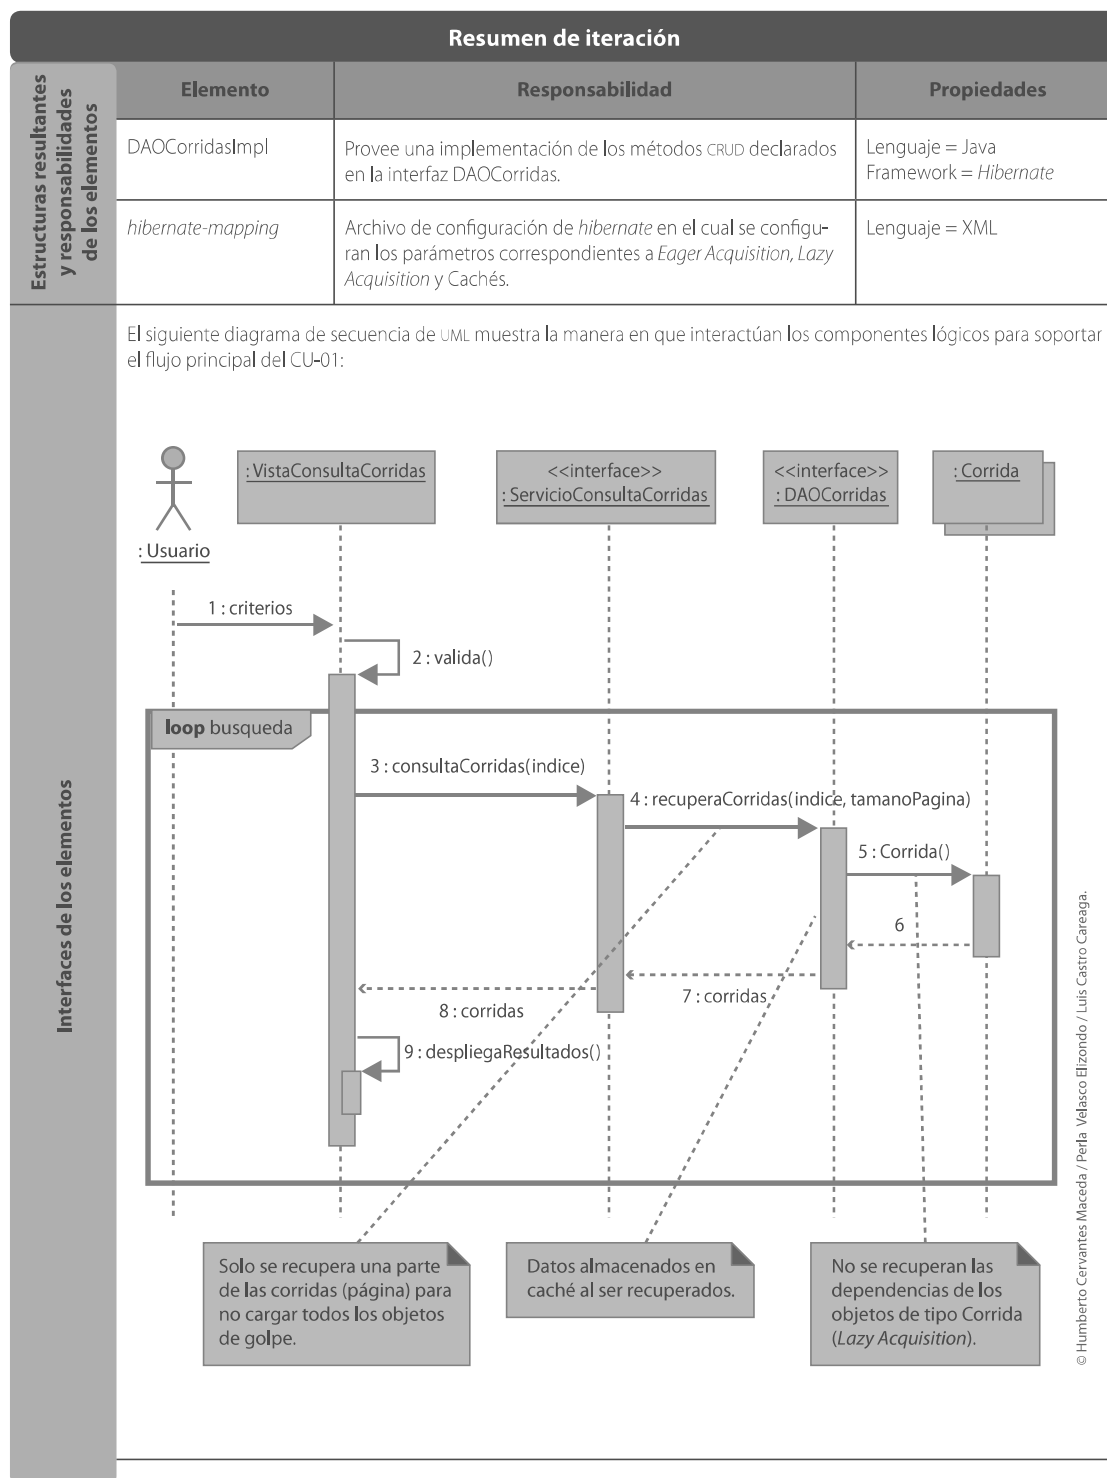 Resumen de iteración
Estructuras resultantes
y responsabilidades
de los elementos
Elemento
Responsabilidad
Propiedades
DAOCorridasImpl
Provee una implementación de los métodos CRUD declarados
en la interfaz DAOCorridas.
Lenguaje = Java
Framework = Hibernate
hibernate-mapping
Archivo de configuración de hibernate en el cual se configu-
ran los parámetros correspondientes a Eager Acquisition, Lazy
Acquisition y Cachés.
Lenguaje = XML
Interfaces de los elementos
El siguiente diagrama de secuencia de UML muestra la manera en que interactúan los componentes lógicos para soportar
el flujo principal del CU-01:
: Usuario
: VistaConsultaCorridas
<<interface>>
: ServicioConsultaCorridas
<<interface>>
: DAOCorridas
: Corrida
1 : criterios
2 : valida()
loop busqueda
3 : consultaCorridas(indice)
4 : recuperaCorridas(indice, tamanoPagina)
5 : Corrida()
6
7 : corridas
8 : corridas
9 : despliegaResultados()
Solo se recupera una parte
de las corridas (página) para
no cargar todos los objetos
de golpe.
Datos almacenados en
caché al ser recuperados.
No se recuperan las
dependencias de los
objetos de tipo Corrida
(Lazy Acquisition).
© Humberto Cervantes Maceda / Perla Velasco Elizondo / Luis Castro Careaga.